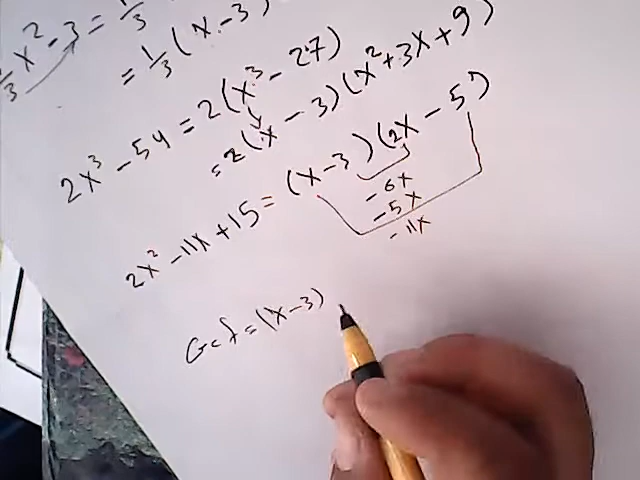 1/3 x² - 3 = 1/3
= 1/3 (x - 3)
2x³ - 54 = 2(x³ - 27)
= 2(x - 3)(x² + 3x + 9)
2x² - 11x + 15 = (x - 3)(2x - 5)
- 6x
- 5x
- 11x
G.c.f = (x - 3)